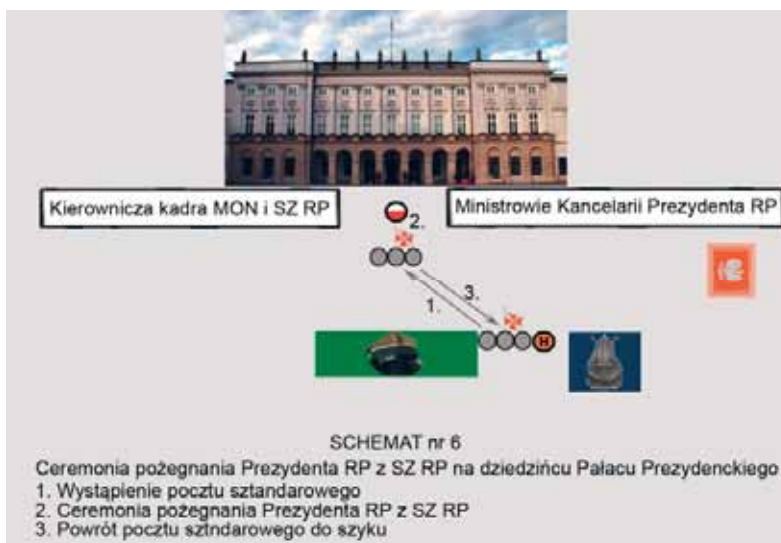 Kierownicza kadra MON i SZ RP
Ministrowie Kancelarii Prezydenta RP
2.
3.
1.
H
SCHEMAT nr 6
Ceremonia pożegnania Prezydenta RP z SZ RP na dziedzińcu Pałacu Prezydenckiego
1. Wystąpienie pocztu sztandarowego
2. Ceremonia pożegnania Prezydenta RP z SZ RP
3. Powrót pocztu sztndarowego do szyku